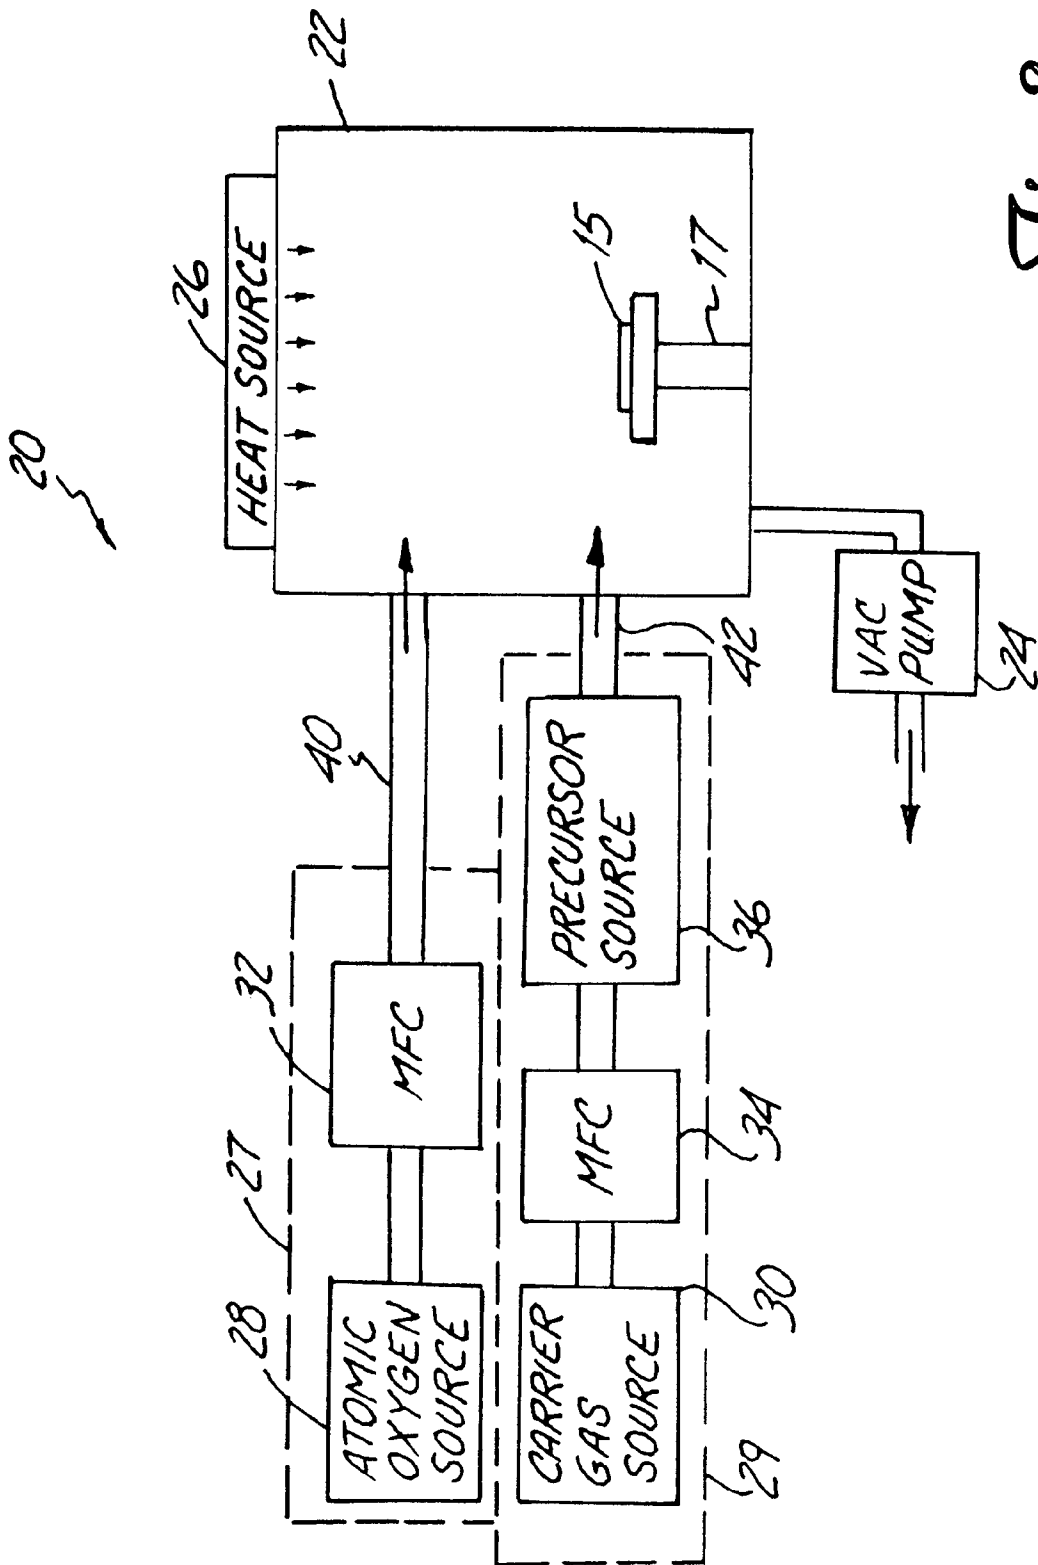 20
26
HEAT SOURCE
22
15
17
40
42
27
32
MFC
28
ATOMIC
OXYGEN
SOURCE
PRECURSOR
SOURCE
36
MFC
34
CARRIER
GAS
SOURCE
30
29
VAC
PUMP
24